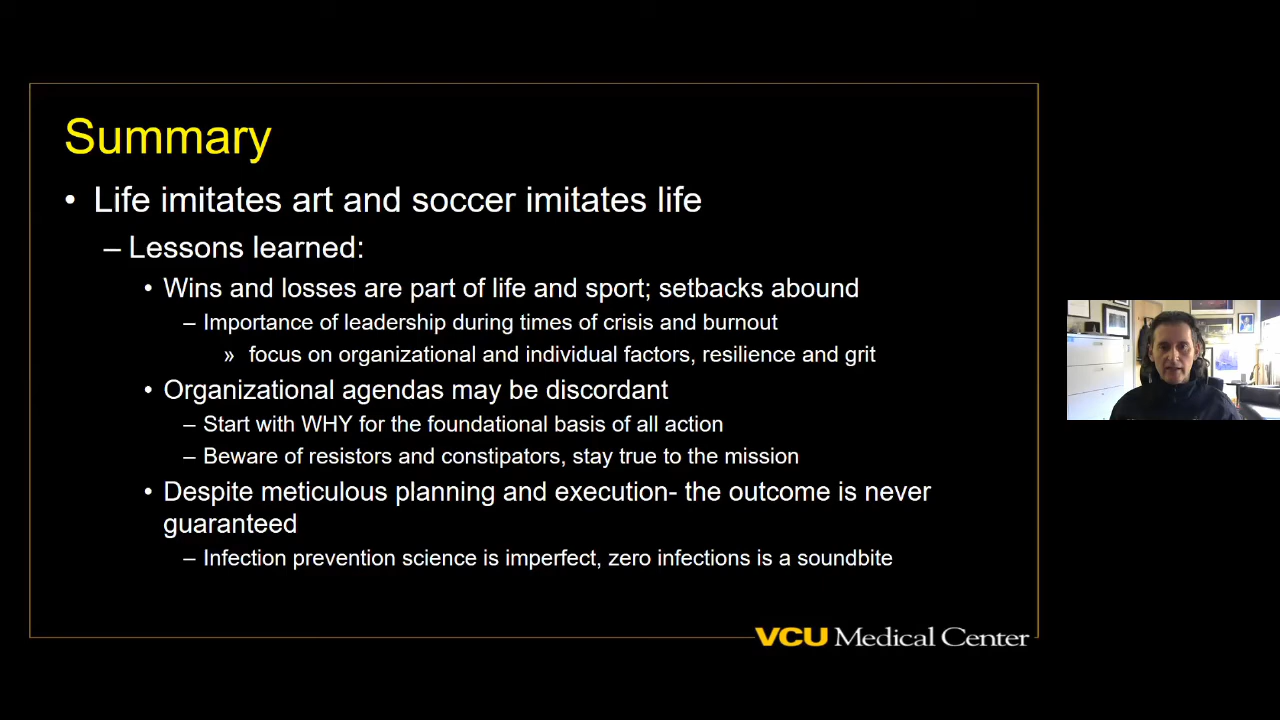 Summary
• Life imitates art and soccer imitates life
– Lessons learned:
• Wins and losses are part of life and sport; setbacks abound
– Importance of leadership during times of crisis and burnout
» focus on organizational and individual factors, resilience and grit
• Organizational agendas may be discordant
– Start with WHY for the foundational basis of all action
– Beware of resistors and constipators, stay true to the mission
• Despite meticulous planning and execution- the outcome is never
guaranteed
– Infection prevention science is imperfect, zero infections is a soundbite
VCU Medical Center